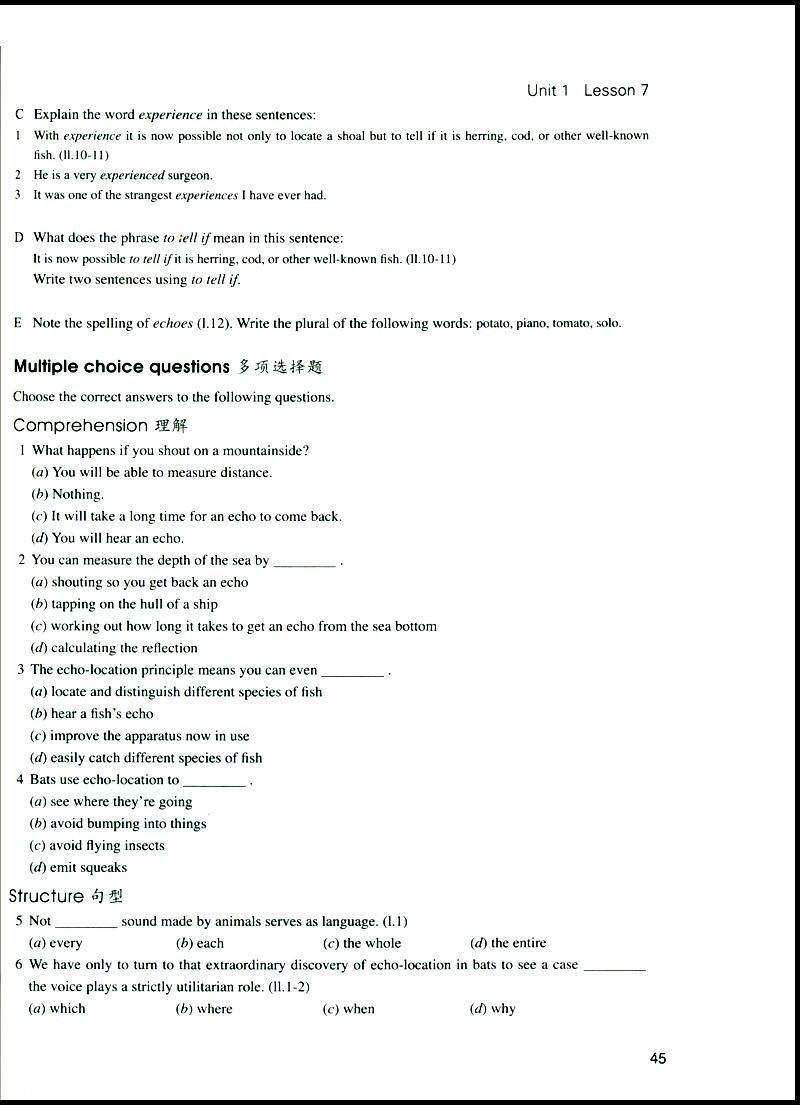 Unit 1 Lesson 7
C Explain the word experience in these sentences:
1 With experience it is now possible not only to locate a shoal but to tell if it is herring, cod, or other well-known
fish. (ll.10-11)
2 He is a very experienced surgeon.
3 It was one of the strangest experiences I have ever had.
D What does the phrase to tell if mean in this sentence:
It is now possible to tell if it is herring, cod, or other well-known fish. (ll.10-11)
Write two sentences using to tell if.
E Note the spelling of echoes (l.12). Write the plural of the following words: potato, piano, tomato, solo.
Multiple choice questions 多项选择题
Choose the correct answers to the following questions.
Comprehension 理解
1 What happens if you shout on a mountainside?
(a) You will be able to measure distance.
(b) Nothing.
(c) It will take a long time for an echo to come back.
(d) You will hear an echo.
2 You can measure the depth of the sea by ________ .
(a) shouting so you get back an echo
(b) tapping on the hull of a ship
(c) working out how long it takes to get an echo from the sea bottom
(d) calculating the reflection
3 The echo-location principle means you can even ________ .
(a) locate and distinguish different species of fish
(b) hear a fish's echo
(c) improve the apparatus now in use
(d) easily catch different species of fish
4 Bats use echo-location to ________ .
(a) see where they're going
(b) avoid bumping into things
(c) avoid flying insects
(d) emit squeaks
Structure 句型
5 Not ________ sound made by animals serves as language. (l.1)
(a) every (b) each (c) the whole (d) the entire
6 We have only to turn to that extraordinary discovery of echo-location in bats to see a case ________
the voice plays a strictly utilitarian role. (ll.1-2)
(a) which (b) where (c) when (d) why
45